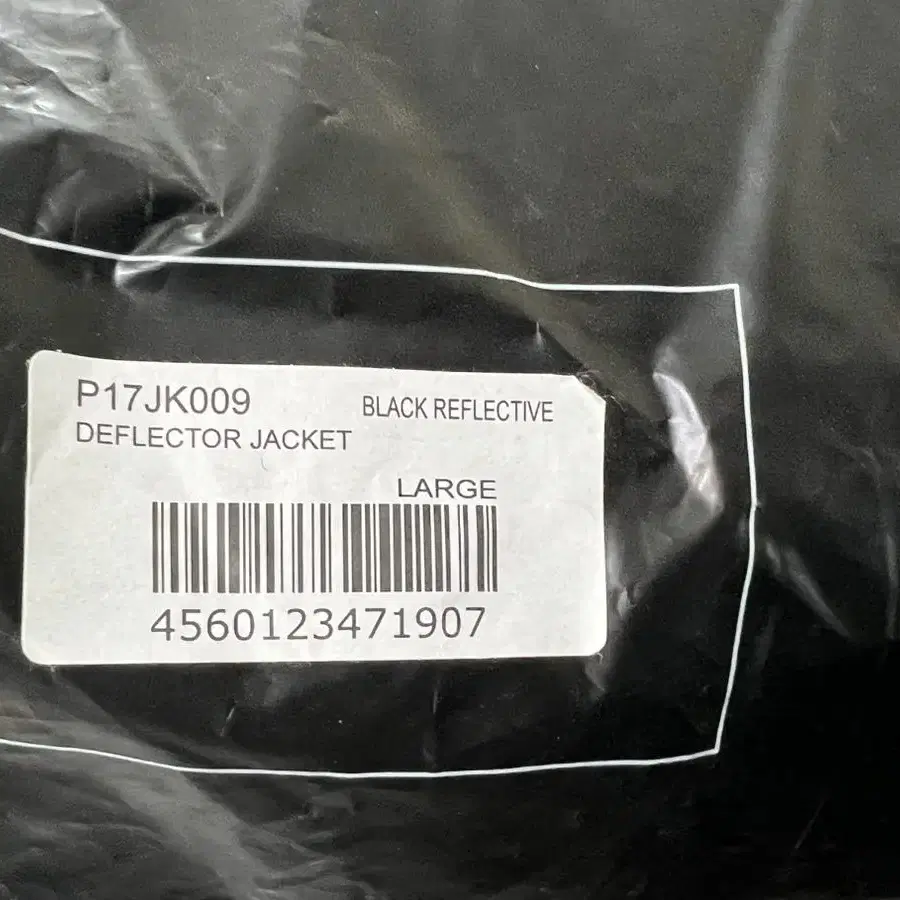 P17JK009
BLACK REFLECTIVE
DEFLECTOR JACKET
LARGE
4560123471907